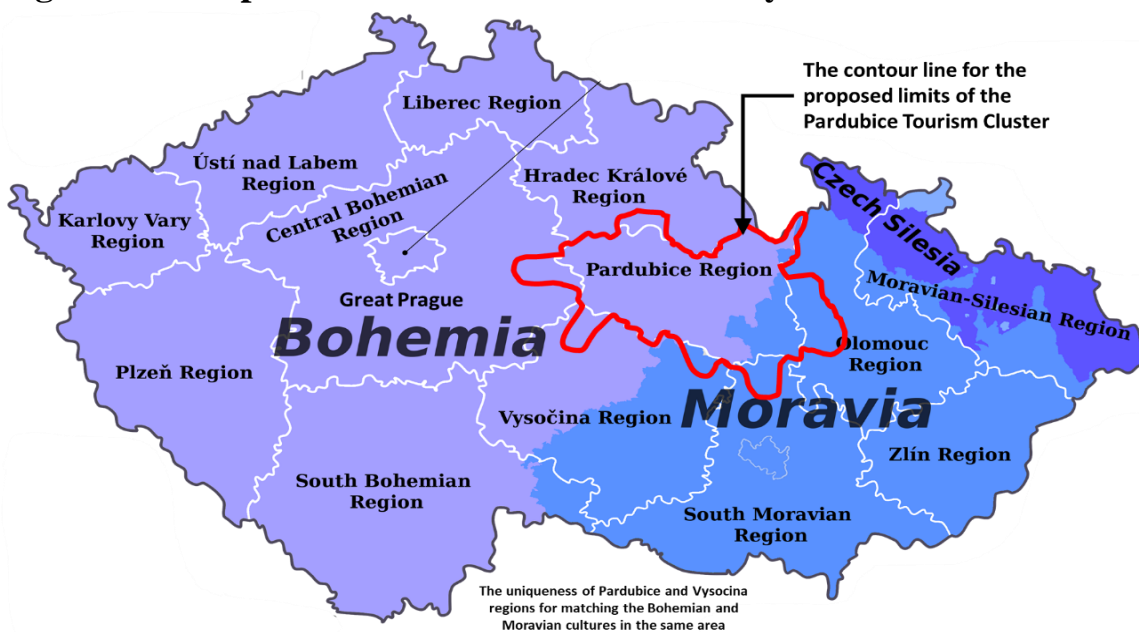 The contour line for the
proposed limits of the
Pardubice Tourism Cluster
Liberec Region
Ústí nad Labem
Region
Hradec Králové
Region
Karlovy Vary
Region
Central Bohemian
Region
Czech Silesia
Pardubice Region
Moravian-Silesian Region
Great Prague
Bohemia
Olomouc
Region
Plzeň Region
Vysočina Region
Moravia
Zlín Region
South Bohemian
Region
South Moravian
Region
The uniqueness of Pardubice and Vysocina
regions for matching the Bohemian and
Moravian cultures in the same area